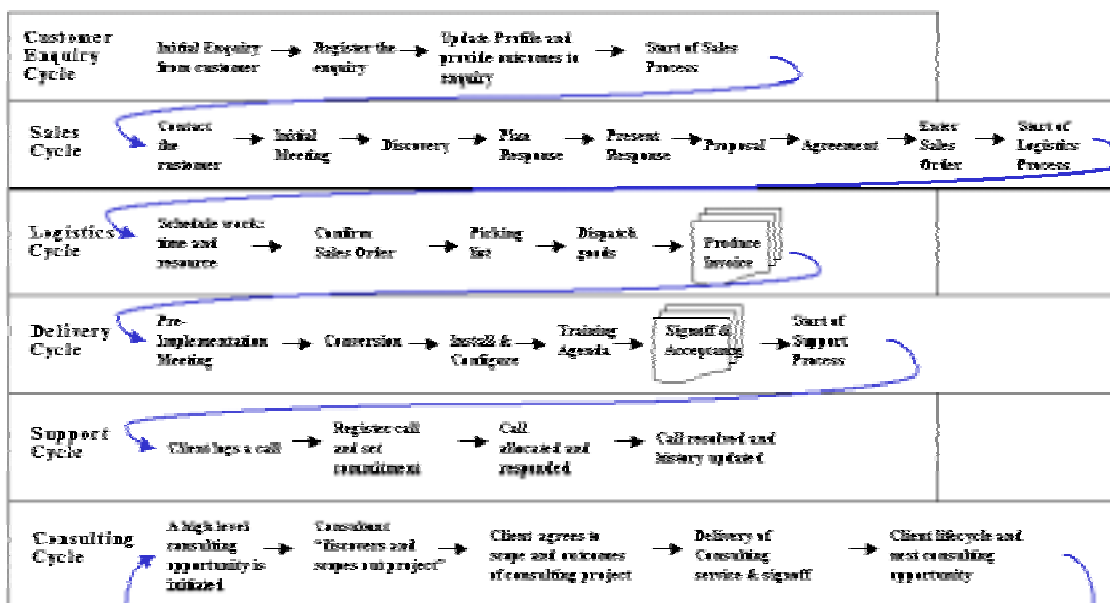 Customer
Enquiry
Cycle
Initial Enquiry
from customer
Register the
enquiry
Update Profile and
provide outcomes to
enquiry
Start of Sales
Process
Sales
Cycle
Contact
the
customer
Initial
Meeting
Discovery
Plan
Response
Present
Response
Proposal
Agreement
Enter
Sales
Order
Start of
Logistics
Process
Logistics
Cycle
Schedule work:
time and
resource
Confirm
Sales Order
Picking
list
Dispatch
goods
Produce
Invoice
Delivery
Cycle
Pre-
Implementation
Meeting
Conversion
Install &
Configure
Training
Agenda
Signoff &
Acceptance
Start of
Support
Process
Support
Cycle
Client logs a call
Register call
and set
commitment
Call
allocated and
responded
Call resolved and
history updated
Consulting
Cycle
A high level
consulting
opportunity is
initiated
Consultant
"Discovers and
scopes out project"
Client agrees to
scope and outcomes
of consulting project
Delivery of
Consulting
service & signoff
Client lifecycle and
next consulting
opportunity